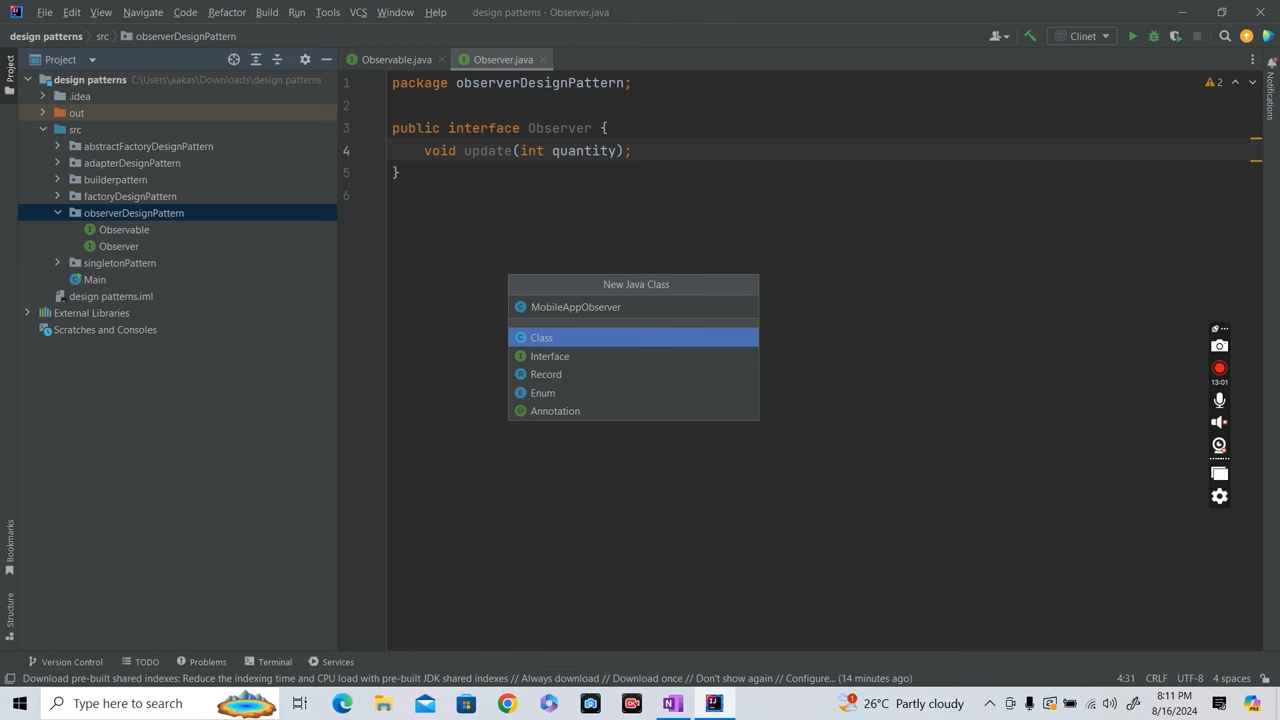 File Edit View Navigate Code Refactor Build Run Tools VCS Window Help design patterns - Observer.java
design patterns src observerDesignPattern Clinet
Project
Project
Observable.java
Observer.java
design patterns C:\Users\aakas\Downloads\design patterns
.idea
out
src
abstractFactoryDesignPattern
adapterDesignPattern
builderpattern
factoryDesignPattern
observerDesignPattern
Observable
Observer
singletonPattern
Main
design patterns.iml
External Libraries
Scratches and Consoles
1 package observerDesignPattern;
2
3 public interface Observer {
4 void update(int quantity);
5 }
6
2
Notifications
New Java Class
MobileAppObserver
Class
Interface
Record
Enum
Annotation
13:01
Bookmarks
Structure
Version Control TODO Problems Terminal Services
Download pre-built shared indexes: Reduce the indexing time and CPU load with pre-built JDK shared indexes // Always download // Download once // Don't show again // Configure... (14 minutes ago) 4:31 CRLF UTF-8 4 spaces
Type here to search
1
26°C Partly cloudy
8:11 PM
8/16/2024
PRE